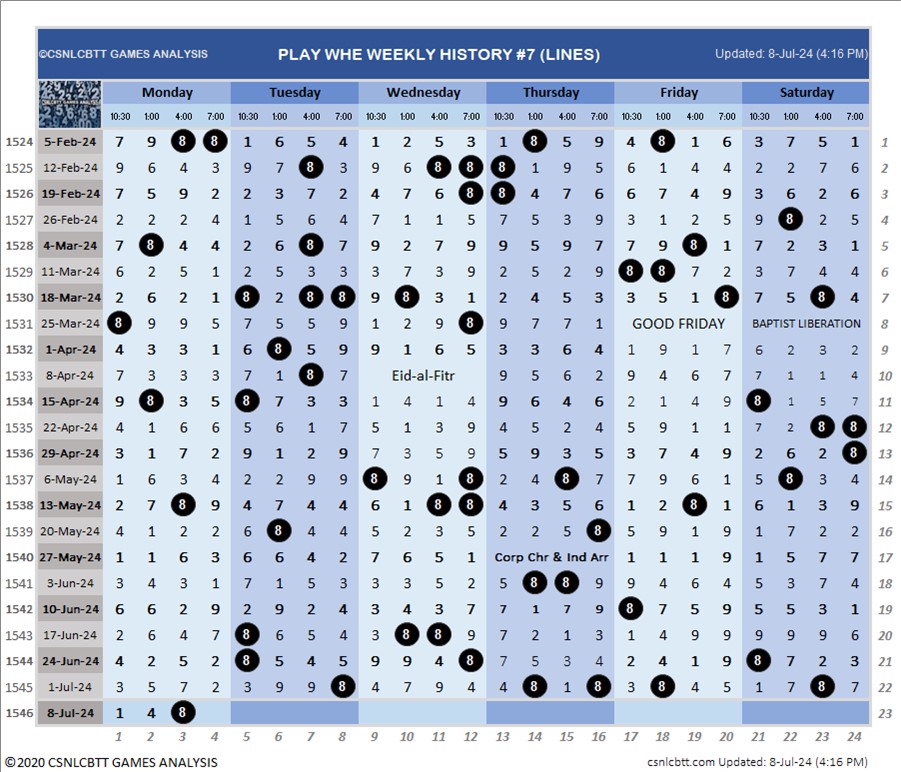 ©CSNLCBTT GAMES ANALYSIS PLAY WHE WEEKLY HISTORY #7 (LINES) Updated: 8-Jul-24 (4:16 PM)
Monday Tuesday Wednesday Thursday Friday Saturday
10:30 1:00 4:00 7:00 10:30 1:00 4:00 7:00 10:30 1:00 4:00 7:00 10:30 1:00 4:00 7:00 10:30 1:00 4:00 7:00 10:30 1:00 4:00 7:00
1524 5-Feb-24 7 9 8 8 1 6 5 4 1 2 5 3 1 8 5 9 4 8 1 6 3 7 5 1 1
1525 12-Feb-24 9 6 4 3 9 7 8 3 9 6 8 8 8 1 9 5 6 1 4 4 2 2 7 6 2
1526 19-Feb-24 7 5 9 2 2 3 7 2 4 7 6 8 8 4 7 6 6 7 4 9 3 6 2 6 3
1527 26-Feb-24 2 2 2 4 1 5 6 4 7 1 1 5 7 5 3 9 3 1 2 5 9 8 2 5 4
1528 4-Mar-24 7 8 4 4 2 6 8 7 9 2 7 9 9 5 9 7 7 9 8 1 7 2 3 1 5
1529 11-Mar-24 6 2 5 1 2 5 3 3 3 7 3 9 2 5 2 9 8 8 7 2 3 7 4 4 6
1530 18-Mar-24 2 6 2 1 8 2 8 8 9 8 3 1 2 4 5 3 3 5 1 8 7 5 8 4 7
1531 25-Mar-24 8 9 9 5 7 5 5 9 1 2 9 8 9 7 7 1 GOOD FRIDAY BAPTIST LIBERATION 8
1532 1-Apr-24 4 3 3 1 6 8 5 9 9 1 6 5 3 3 6 4 1 9 1 7 6 2 3 2 9
1533 8-Apr-24 7 3 3 3 7 1 8 7 Eid-al-Fitr 9 5 6 2 9 4 6 7 7 1 1 4 10
1534 15-Apr-24 9 8 3 5 8 7 3 3 1 4 1 4 9 6 4 6 2 1 4 9 8 1 5 7 11
1535 22-Apr-24 4 1 6 6 5 6 1 7 5 1 3 9 4 5 2 4 5 9 1 1 7 2 8 8 12
1536 29-Apr-24 3 1 7 2 9 1 2 9 7 3 5 9 5 9 3 5 3 7 4 9 2 6 2 8 13
1537 6-May-24 1 6 3 4 2 2 9 9 8 7 9 1 8 2 4 8 7 5 2 1 4 5 8 3 4 14
1538 13-May-24 2 7 8 9 4 7 4 4 6 1 8 8 4 3 5 6 1 2 8 1 6 1 3 9 15
1539 20-May-24 4 1 2 2 6 8 4 4 5 2 3 5 2 2 5 8 5 9 1 9 1 7 2 2 16
1540 27-May-24 1 1 6 3 6 6 4 2 7 6 5 1 Corp Chr & Ind Arr 1 1 1 9 1 5 7 7 17
1541 3-Jun-24 3 4 3 1 7 1 5 3 3 3 5 2 5 8 8 9 9 4 6 4 5 3 7 4 18
1542 10-Jun-24 6 6 2 9 2 9 2 4 3 4 3 7 7 1 7 9 8 7 5 9 5 5 3 1 19
1543 17-Jun-24 2 6 4 7 8 6 5 4 3 8 8 9 7 2 1 3 1 4 9 9 9 9 9 6 20
1544 24-Jun-24 4 2 5 2 8 5 4 5 9 9 4 8 7 5 3 4 2 4 1 9 8 7 2 3 21
1545 1-Jul-24 3 5 7 2 3 9 9 8 4 7 9 4 4 8 1 8 3 8 4 5 1 7 8 7 22
1546 8-Jul-24 1 4 8 23
1 2 3 4 5 6 7 8 9 10 11 12 13 14 15 16 17 18 19 20 21 22 23 24
©2020 CSNLCBTT GAMES ANALYSIS csnlcbtt.com Updated: 8-Jul-24 (4:16 PM)